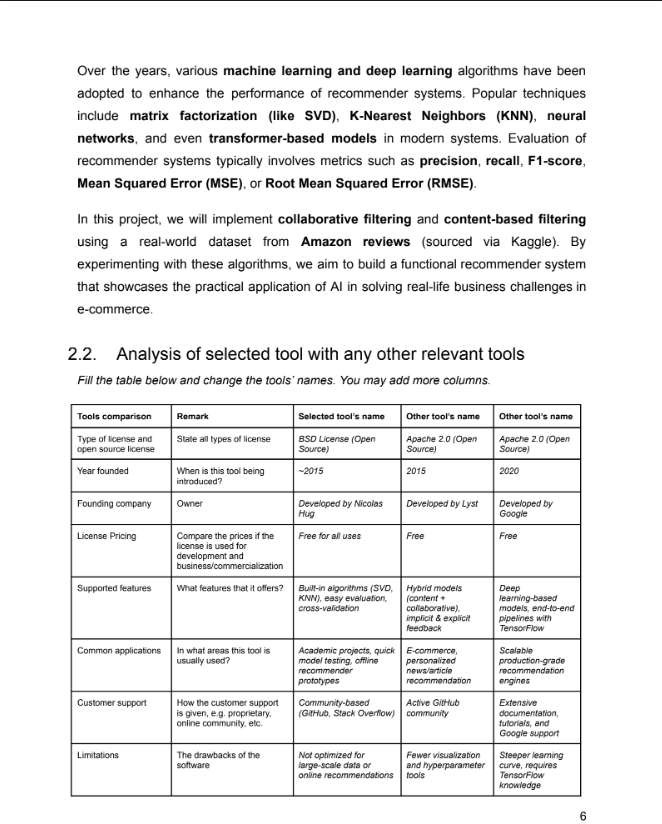 Over the years, various machine learning and deep learning algorithms have been
adopted to enhance the performance of recommender systems. Popular techniques
include matrix factorization (like SVD), K-Nearest Neighbors (KNN), neural
networks, and even transformer-based models in modern systems. Evaluation of
recommender systems typically involves metrics such as precision, recall, F1-score,
Mean Squared Error (MSE), or Root Mean Squared Error (RMSE).
In this project, we will implement collaborative filtering and content-based filtering
using a real-world dataset from Amazon reviews (sourced via Kaggle). By
experimenting with these algorithms, we aim to build a functional recommender system
that showcases the practical application of AI in solving real-life business challenges in
e-commerce.
2.2. Analysis of selected tool with any other relevant tools
Fill the table below and change the tools' names. You may add more columns.
Tools comparison
Remark
Selected tool's name
Other tool's name
Other tool's name
Type of license and
open source license
State all types of license
BSD License (Open
Source)
Apache 2.0 (Open
Source)
Apache 2.0 (Open
Source)
Year founded
When is this tool being
introduced?
~2015
2015
2020
Founding company
Owner
Developed by Nicolas
Hug
Developed by Lyst
Developed by
Google
License Pricing
Compare the prices if the
license is used for
development and
business/commercialization
Free for all uses
Free
Free
Supported features
What features that it offers?
Built-in algorithms (SVD,
KNN), easy evaluation,
cross-validation
Hybrid models
(content +
collaborative),
implicit & explicit
feedback
Deep
learning-based
models, end-to-end
pipelines with
TensorFlow
Common applications
In what areas this tool is
usually used?
Academic projects, quick
model testing, offline
recommender
prototypes
E-commerce,
personalized
news/article
recommendation
Scalable
production-grade
recommendation
engines
Customer support
How the customer support
is given, e.g. proprietary,
online community, etc.
Community-based
(GitHub, Stack Overflow)
Active GitHub
community
Extensive
documentation,
tutorials, and
Google support
Limitations
The drawbacks of the
software
Not optimized for
large-scale data or
online recommendations
Fewer visualization
and hyperparameter
tools
Steeper learning
curve, requires
TensorFlow
knowledge
6